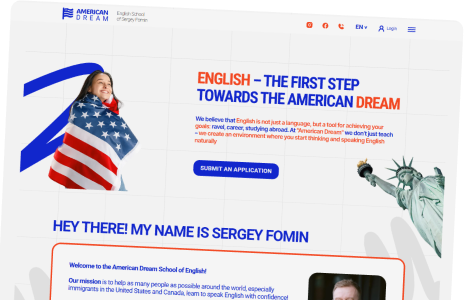 AMERICAN
DREAM
English School
of Sergey Fomin
EN
Login
ENGLISH – THE FIRST STEP
TOWARDS THE AMERICAN DREAM
We believe that English is not just a language, but a tool for achieving your
goals: ravel, career, studying abroad. At "American Dream" we don't just teach
- we create an environment where you start thinking and speaking English
naturally
SUBMIT AN APPLICATION
HEY THERE! MY NAME IS SERGEY FOMIN
Welcome to the American Dream School of English!
Our mission is to help as many people as possible around the world, especially
immigrants in the United States and Canada, learn to speak English with confidence!